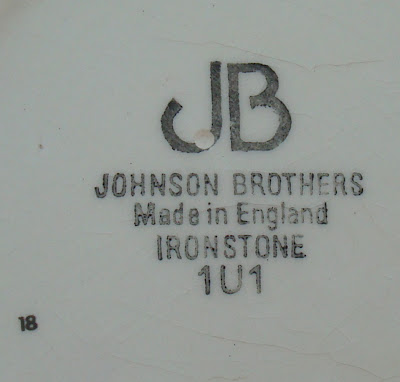 JB
JOHNSON BROTHERS
Made in England
IRONSTONE
1U1
18